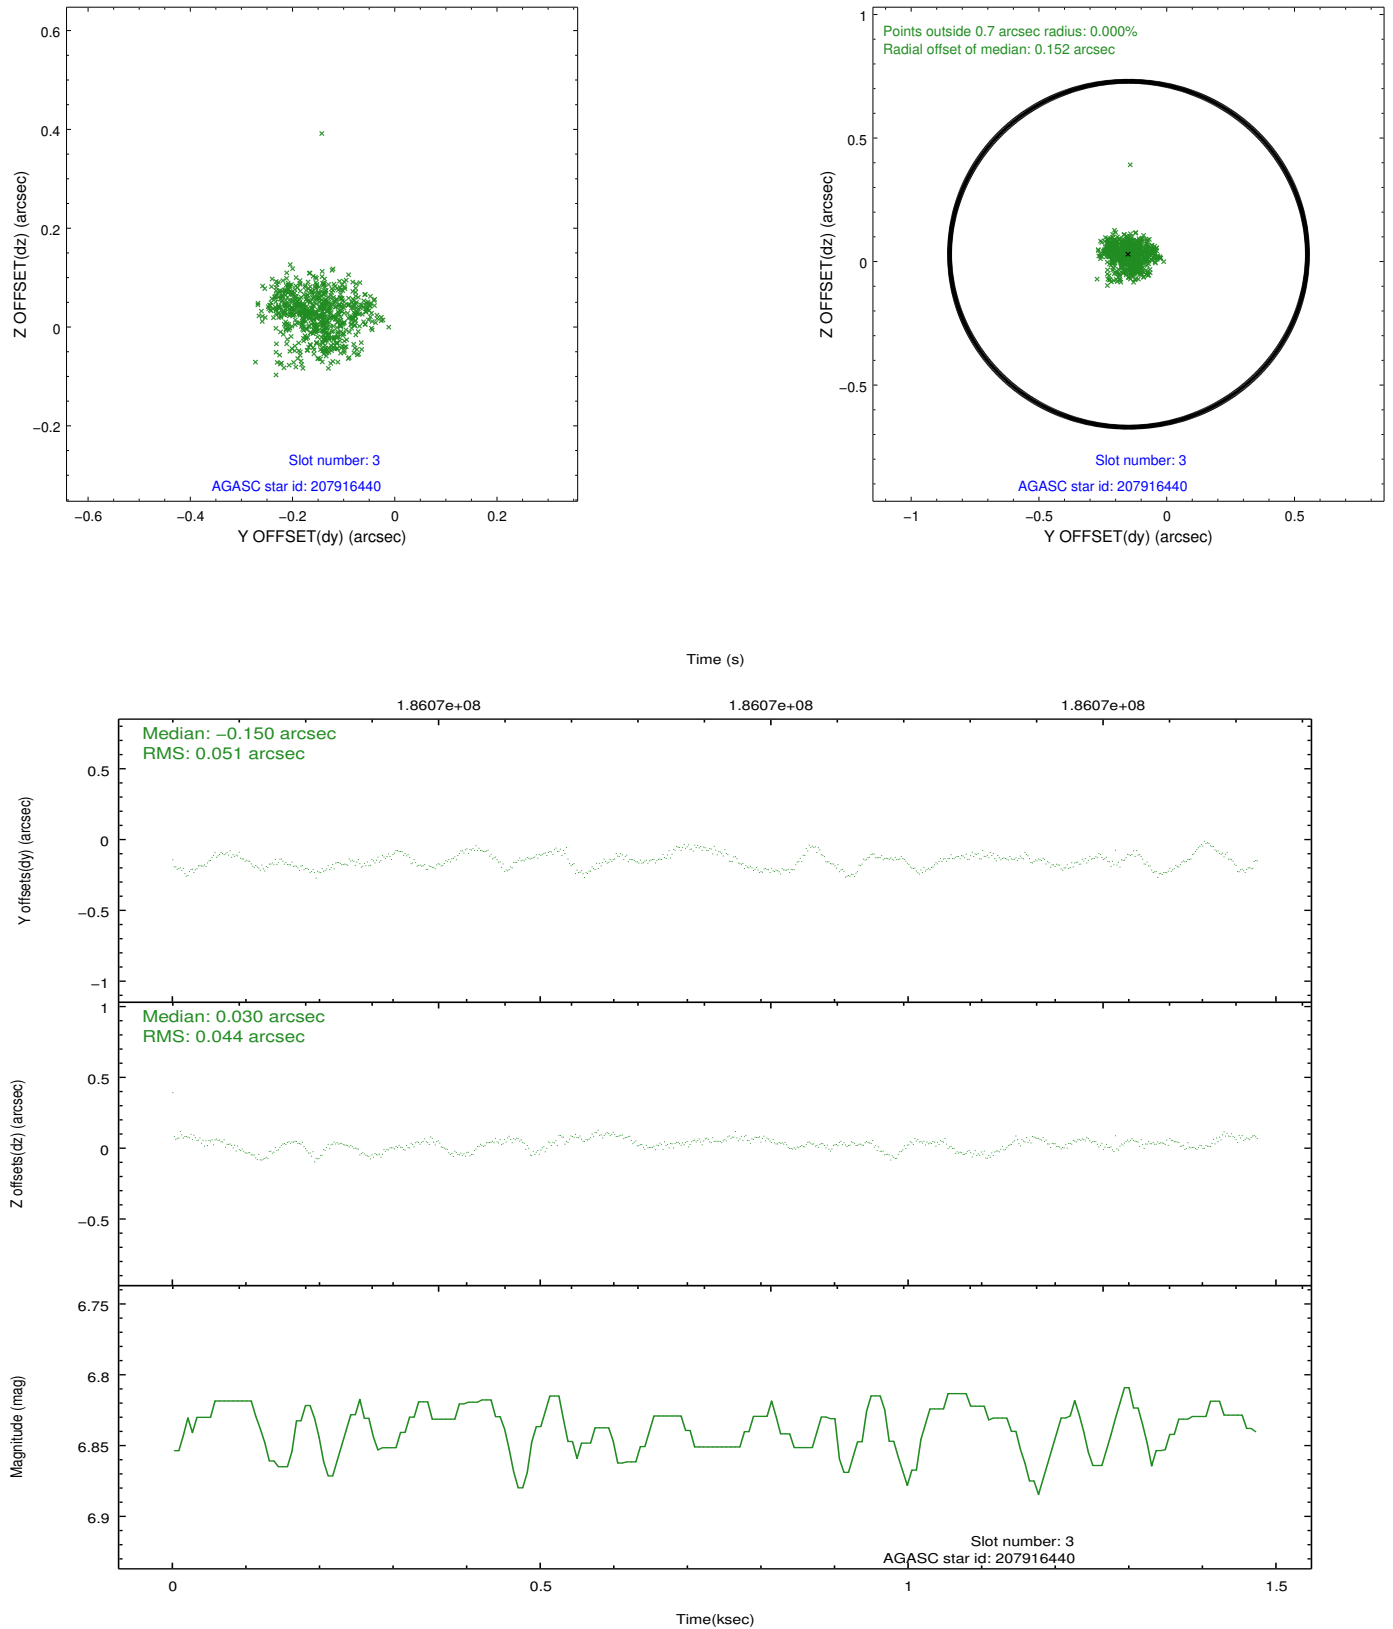 0.6
0.4
0.2
0
−0.2
Z OFFSET(dz) (arcsec)
Slot number: 3
AGASC star id: 207916440
−0.6
−0.4
−0.2
0
0.2
Y OFFSET(dy) (arcsec)
Points outside 0.7 arcsec radius: 0.000%
Radial offset of median: 0.152 arcsec
1
0.5
0
−0.5
Z OFFSET(dz) (arcsec)
Slot number: 3
AGASC star id: 207916440
−1
−0.5
0
0.5
Y OFFSET(dy) (arcsec)
Time (s)
1.8607e+08
1.8607e+08
1.8607e+08
Median: −0.150 arcsec
RMS: 0.051 arcsec
0.5
0
−0.5
−1
Y offsets(dy) (arcsec)
Median: 0.030 arcsec
RMS: 0.044 arcsec
1
0.5
0
−0.5
Z offsets(dz) (arcsec)
6.75
6.8
6.85
6.9
Magnitude (mag)
Slot number: 3
AGASC star id: 207916440
0
0.5
1
1.5
Time(ksec)